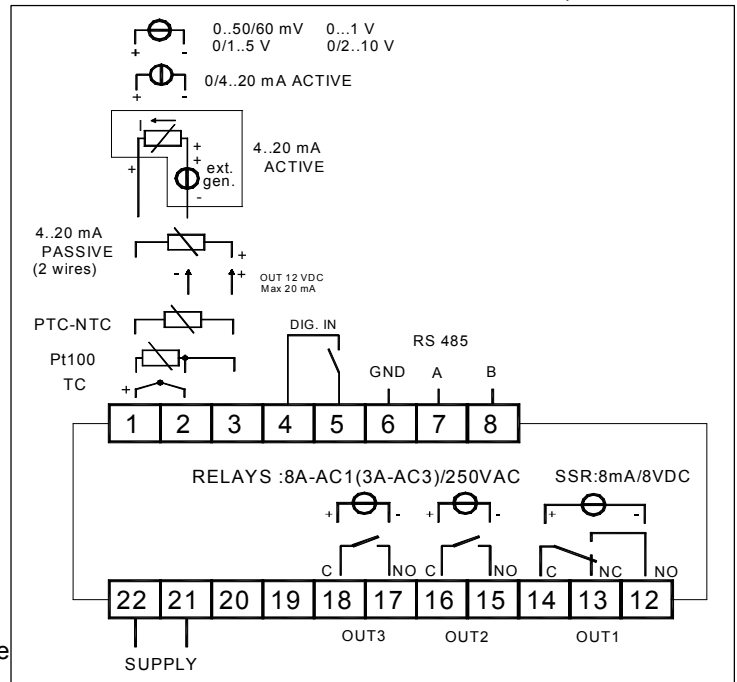 0..50/60 mV 0...1 V
+ -
0/1..5 V 0/2..10 V
0/4..20 mA ACTIVE
+ -
I
+
+
+
ext.
gen.
-
4..20 mA
ACTIVE
4..20 mA
PASSIVE
(2 wires)
+
- +
OUT 12 VDC
Max 20 mA
PTC-NTC
DIG. IN
RS 485
Pt100
GND A B
TC +
1 2 3 4 5 6 7 8
RELAYS :8A-AC1(3A-AC3)/250VAC SSR:8mA/8VDC
+ - + - + -
C NO C NO C NC NO
22 21 20 19 18 17 16 15 14 13 12
OUT3 OUT2 OUT1
e
SUPPLY